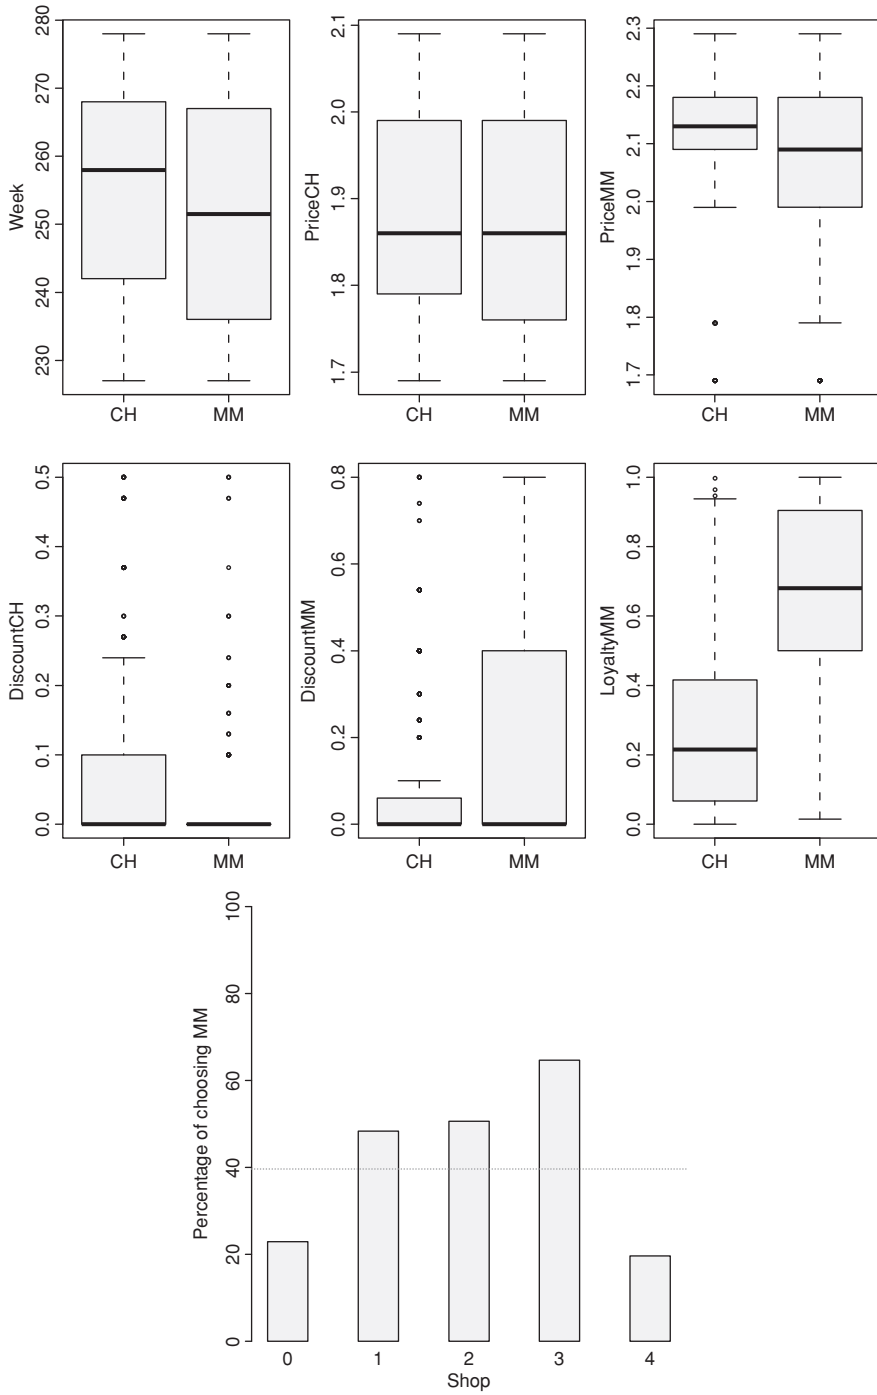 Week
230 240 250 260 270 280
CH MM
PriceCH
1.7 1.8 1.9 2.0 2.1
CH MM
PriceMM
1.7 1.8 1.9 2.0 2.1 2.2 2.3
CH MM
DiscountCH
0.0 0.1 0.2 0.3 0.4 0.5
CH MM
DiscountMM
0.0 0.2 0.4 0.6 0.8
CH MM
LoyaltyMM
0.0 0.2 0.4 0.6 0.8 1.0
CH MM
Percentage of choosing MM
0 20 40 60 80 100
0 1 2 3 4
Shop